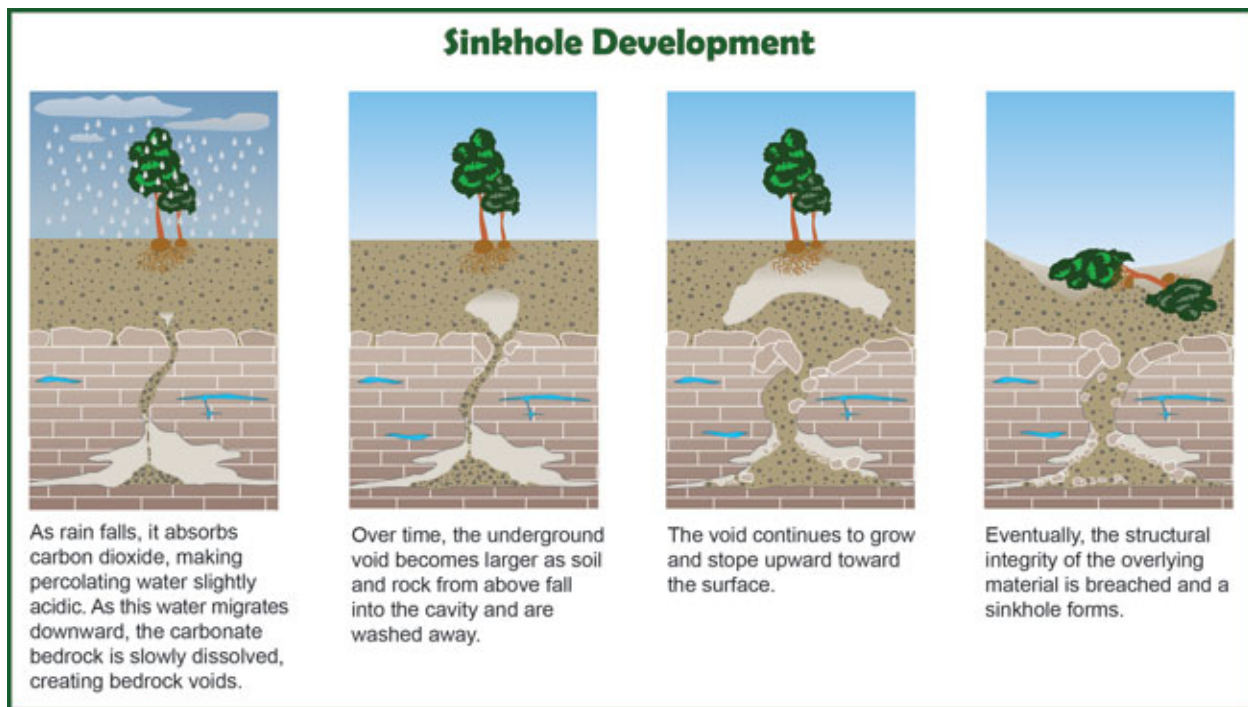 Sinkhole Development
As rain falls, it absorbs
carbon dioxide, making
percolating water slightly
acidic. As this water migrates
downward, the carbonate
bedrock is slowly dissolved,
creating bedrock voids.
Over time, the underground
void becomes larger as soil
and rock from above fall
into the cavity and are
washed away.
The void continues to grow
and stope upward toward
the surface.
Eventually, the structural
integrity of the overlying
material is breached and a
sinkhole forms.